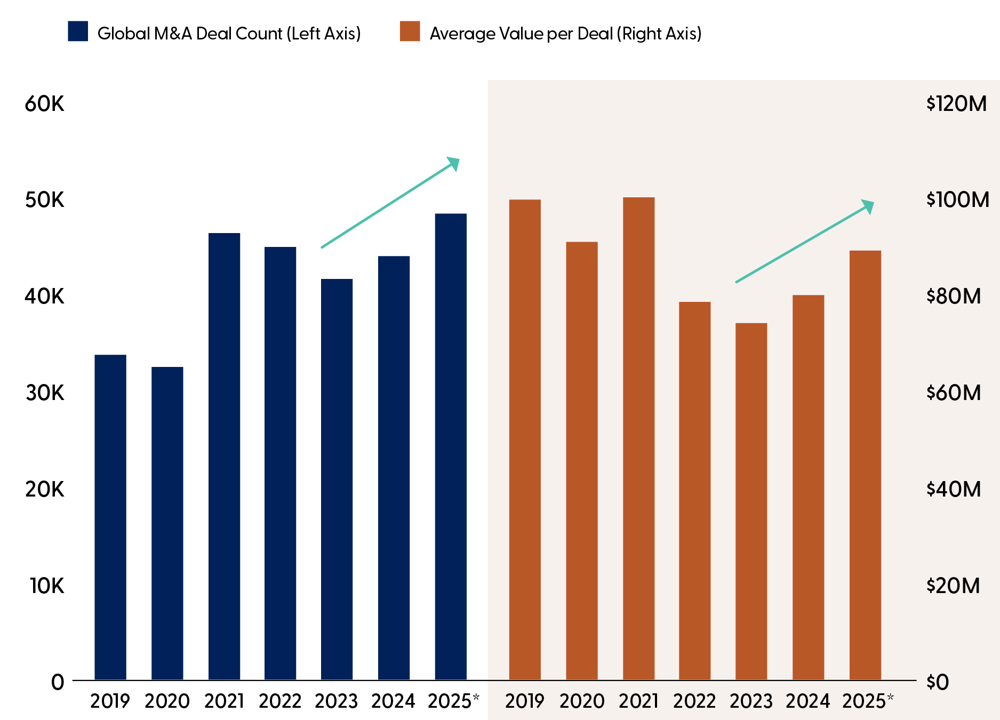 Global M&A Deal Count (Left Axis) Average Value per Deal (Right Axis)
60K $120M
50K $100M
40K $80M
30K $60M
20K $40M
10K $20M
0 $0
2019 2020 2021 2022 2023 2024 2025* 2019 2020 2021 2022 2023 2024 2025*